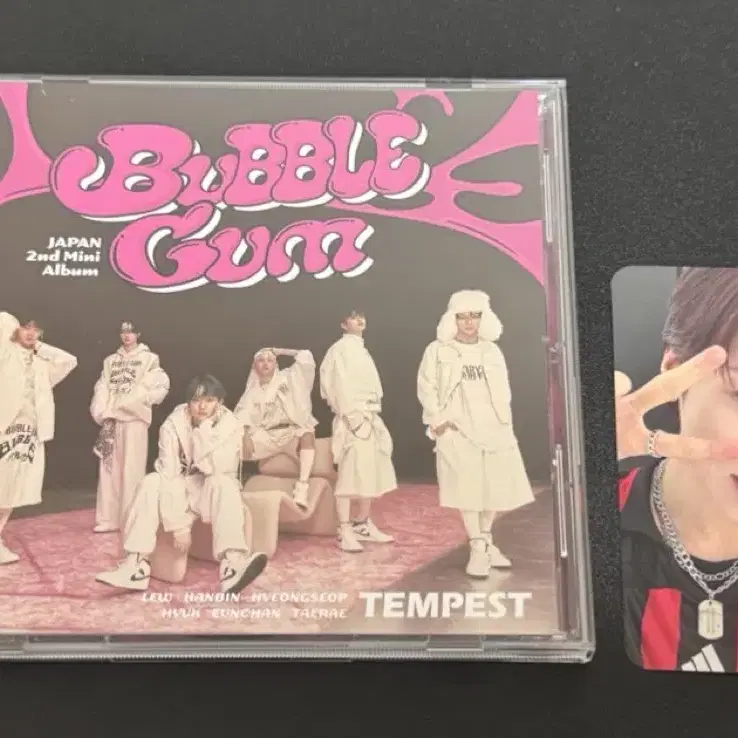 BUBBLE
GUM
JAPAN
2nd Mini
Album
LEW HANBIN HYEONGSEOP
HYUK EUNCHAN TAERAE
TEMPEST